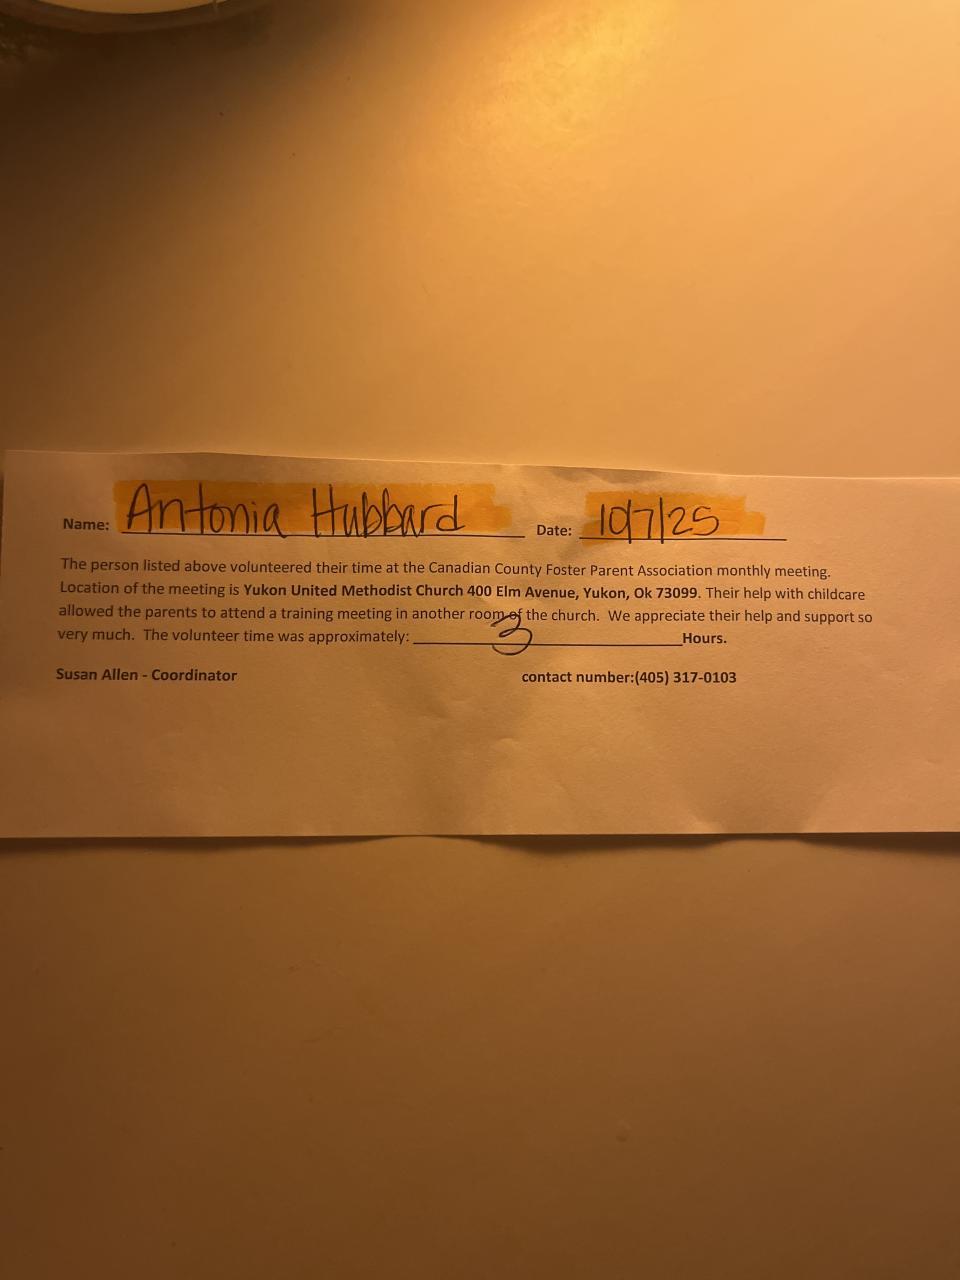 Name: Antonia Hubbard Date: 10/7/25
The person listed above volunteered their time at the Canadian County Foster Parent Association monthly meeting.
Location of the meeting is Yukon United Methodist Church 400 Elm Avenue, Yukon, Ok 73099. Their help with childcare
allowed the parents to attend a training meeting in another room of the church. We appreciate their help and support so
very much. The volunteer time was approximately: 3 Hours.
Susan Allen - Coordinator contact number:(405) 317-0103